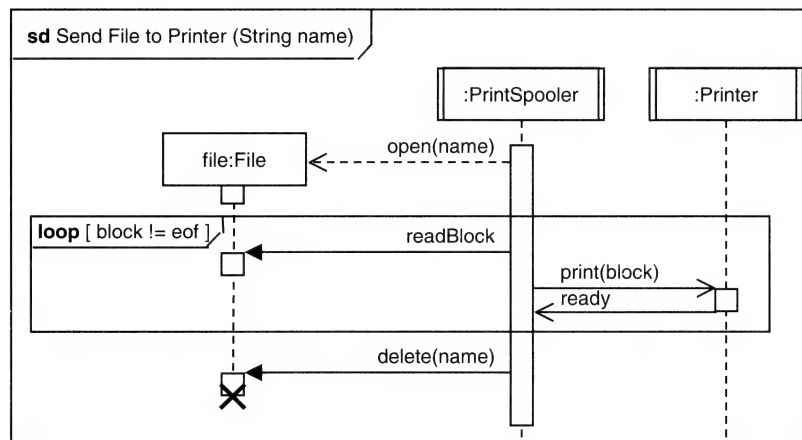 sd Send File to Printer (String name)
:PrintSpooler
:Printer
open(name)
file:File
loop [ block != eof ]
readBlock
print(block)
ready
delete(name)